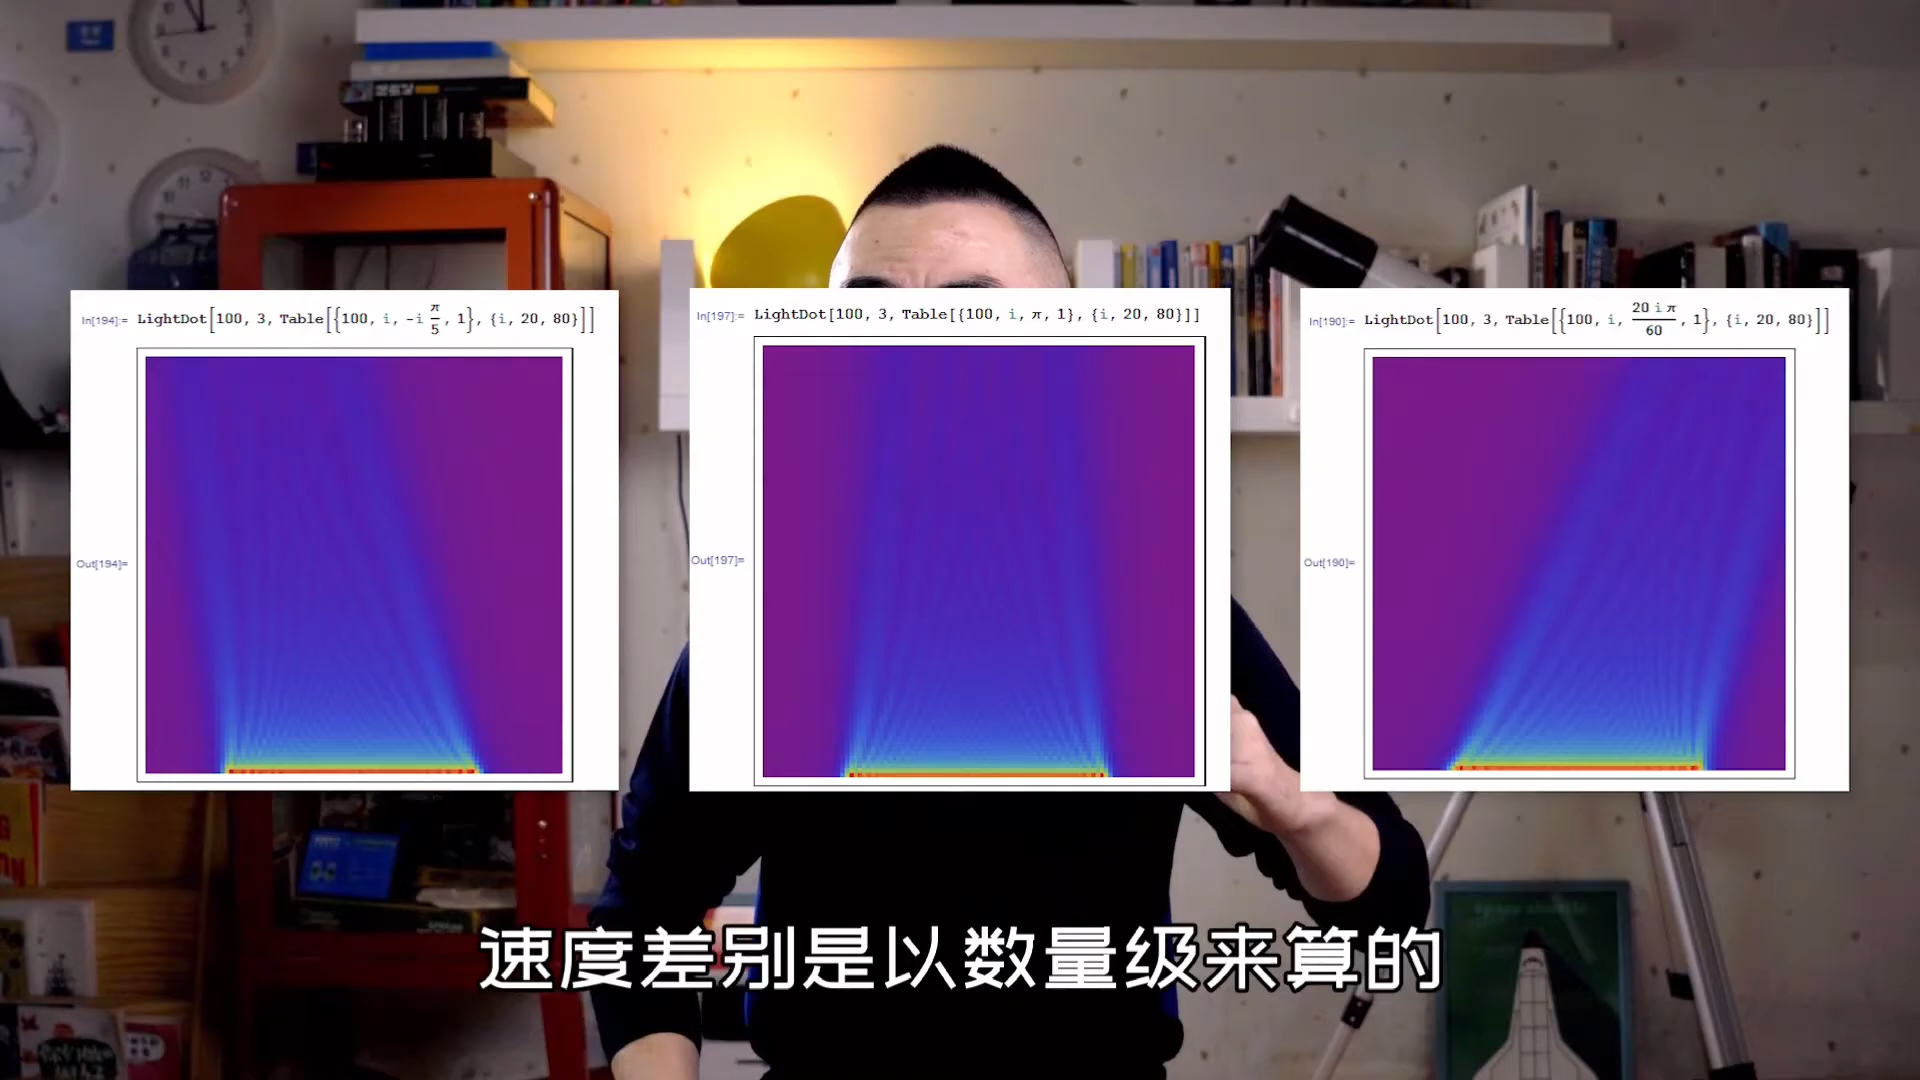 In[194]:= LightDot[100, 3, Table[{100, i, -i π/5, 1}, {i, 20, 80}]]
Out[194]=
In[197]:= LightDot[100, 3, Table[{100, i, π, 1}, {i, 20, 80}]]
Out[197]=
In[190]:= LightDot[100, 3, Table[{100, i, 20 i π/60, 1}, {i, 20, 80}]]
Out[190]=
速度差别是以数量级来算的